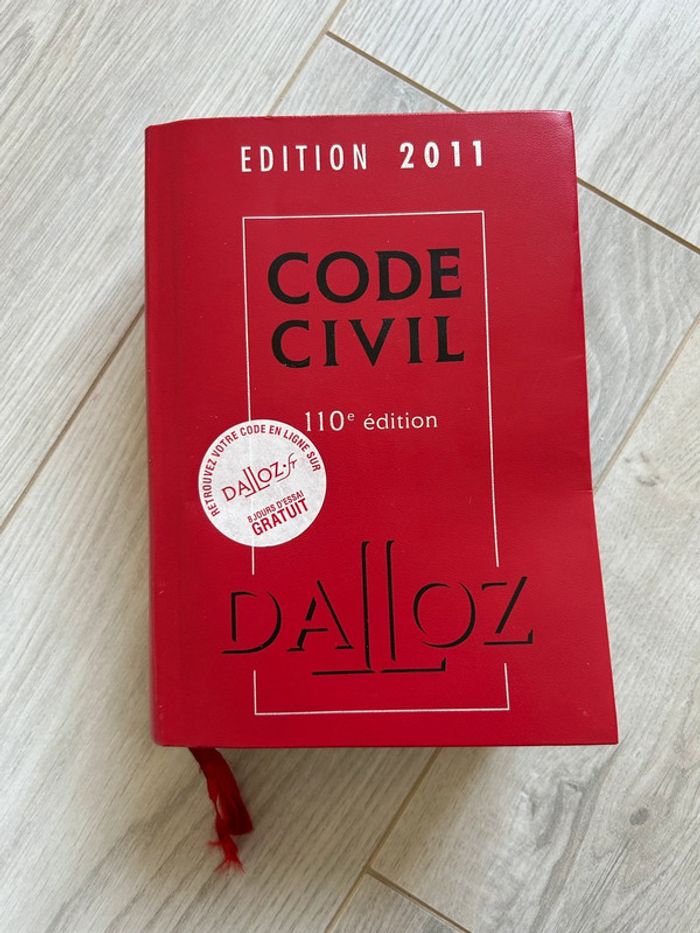 EDITION 2011
CODE
CIVIL
110e édition
RETROUVEZ VOTRE CODE EN LIGNE SUR
DALLOZ.fr
8 JOURS D'ESSAI
GRATUIT
DALLOZ